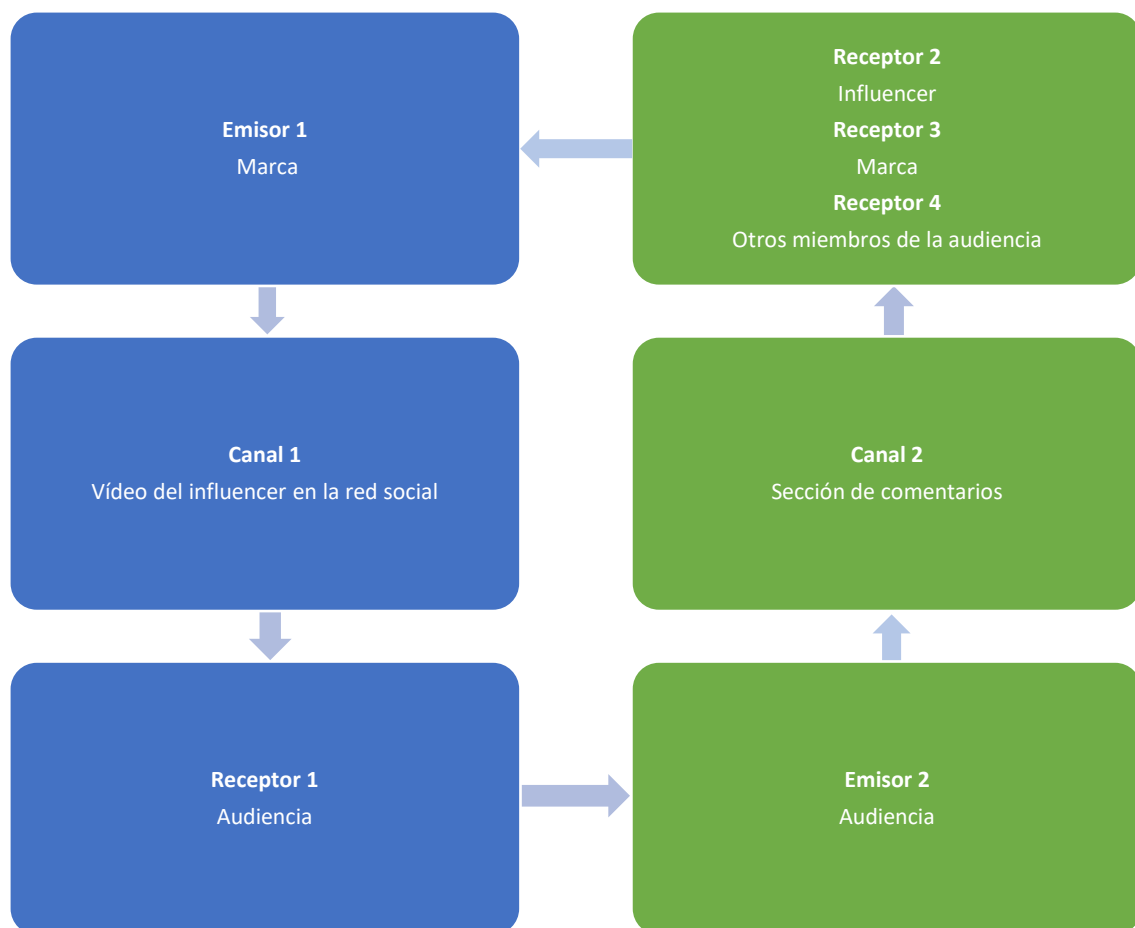 Emisor 1
Marca
Canal 1
Vídeo del influencer en la red social
Receptor 1
Audiencia
Emisor 2
Audiencia
Canal 2
Sección de comentarios
Receptor 2
Influencer
Receptor 3
Marca
Receptor 4
Otros miembros de la audiencia